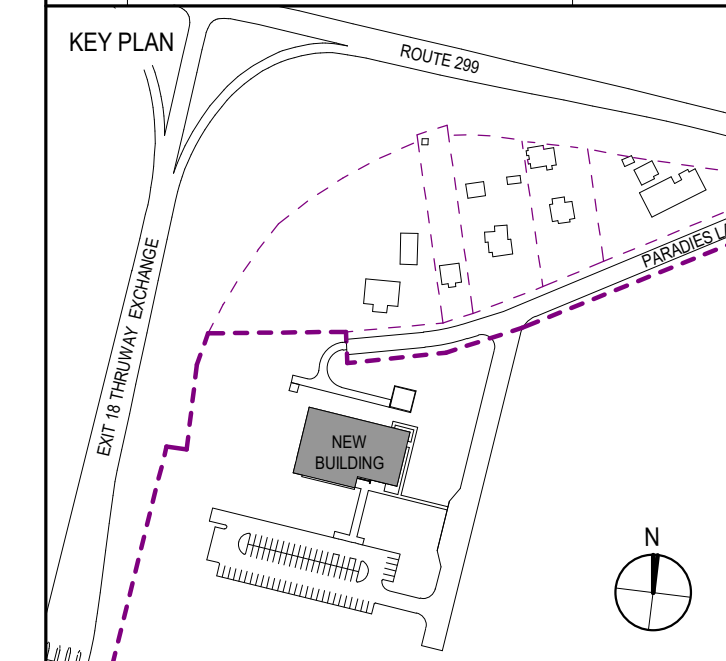 KEY PLAN
ROUTE 299
EXIT 18 THRUWAY EXCHANGE
PARADIES LA
NEW
BUILDING
N